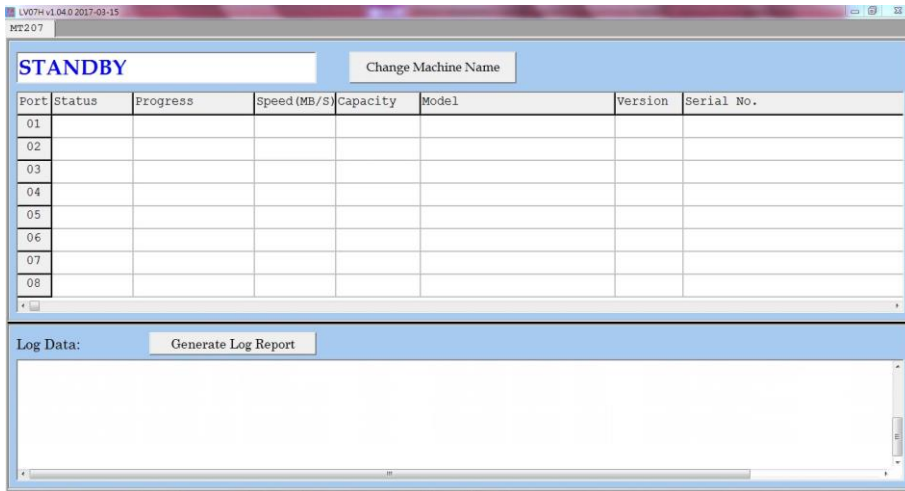 LV07H v1.04.0 2017-03-15
MT207
STANDBY
Change Machine Name
Port Status Progress Speed(MB/S) Capacity Model Version Serial No.
01
02
03
04
05
06
07
08
Log Data:
Generate Log Report